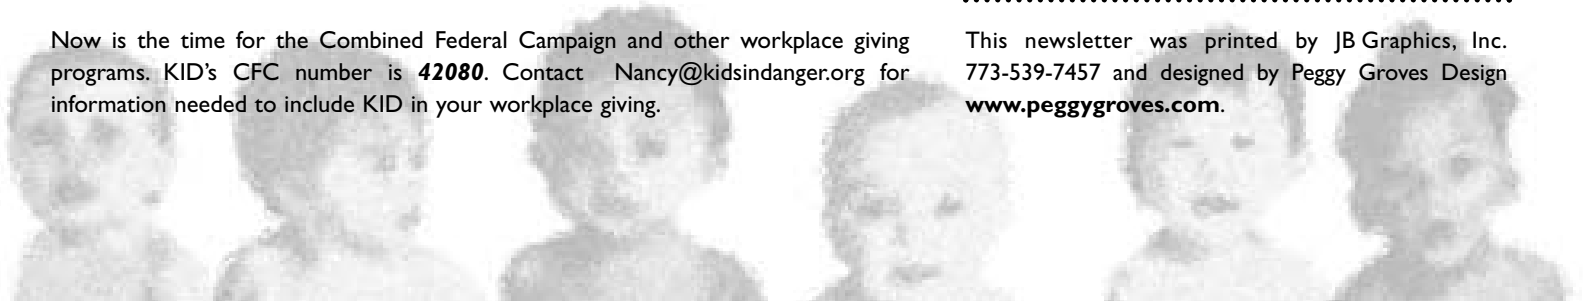 Now is the time for the Combined Federal Campaign and other workplace giving
programs. KID's CFC number is 42080. Contact Nancy@kidsindanger.org for
information needed to include KID in your workplace giving.
This newsletter was printed by JB Graphics, Inc.
773-539-7457 and designed by Peggy Groves Design
www.peggygroves.com.